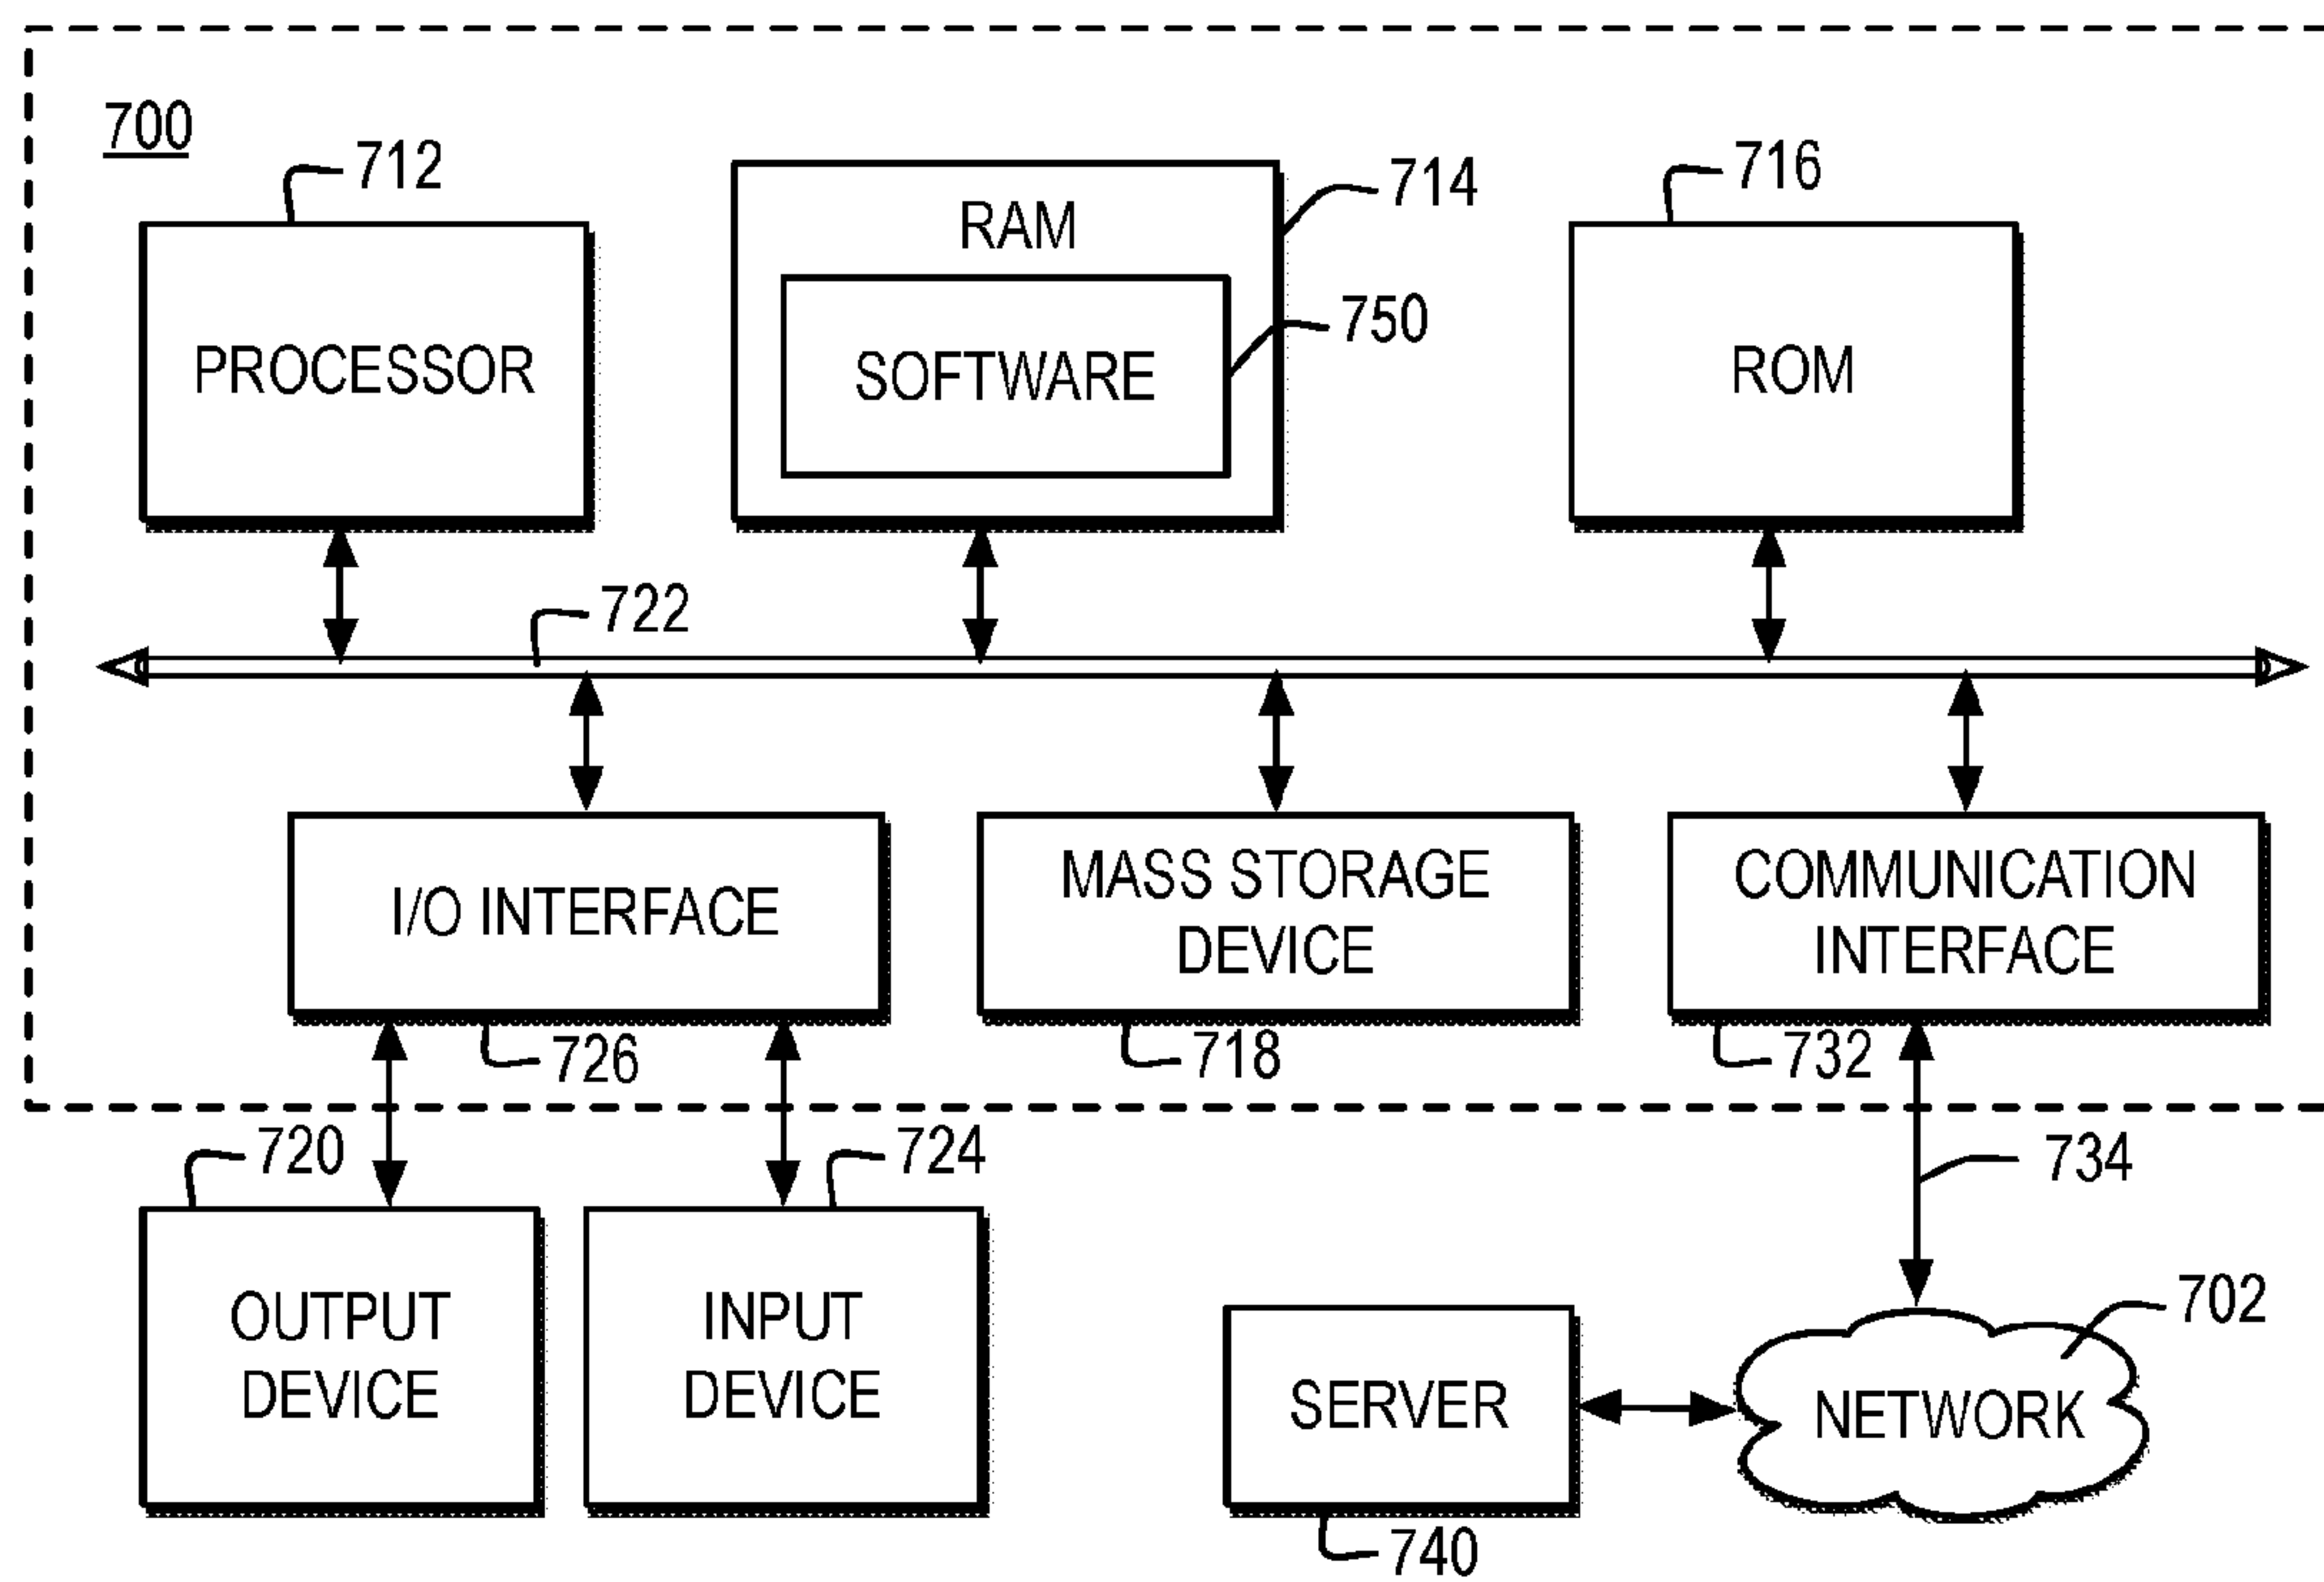 700
712
714
716
RAM
750
PROCESSOR
SOFTWARE
ROM
722
I/O INTERFACE
MASS STORAGE
DEVICE
COMMUNICATION
INTERFACE
726
718
732
720
724
734
OUTPUT
DEVICE
INPUT
DEVICE
702
SERVER
NETWORK
740